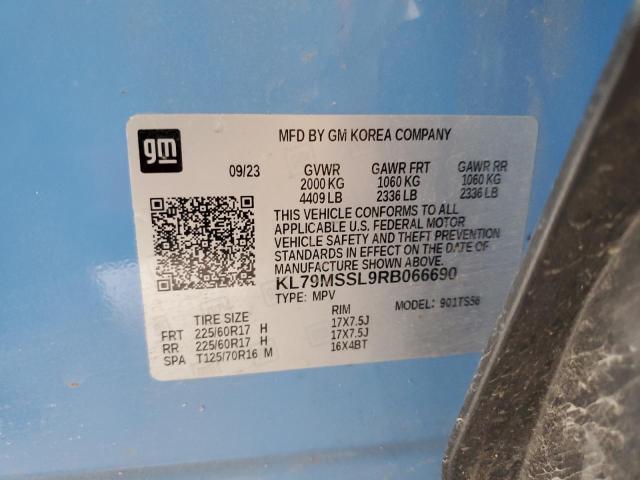 gm
MFD BY GM KOREA COMPANY
09/23 GVWR GAWR FRT GAWR RR
2000 KG 1060 KG 1060 KG
4409 LB 2336 LB 2336 LB
THIS VEHICLE CONFORMS TO ALL
APPLICABLE U.S. FEDERAL MOTOR
VEHICLE SAFETY AND THEFT PREVENTION
STANDARDS IN EFFECT ON THE DATE OF
MANUFACTURE SHOWN ABOVE.
KL79MSSL9RB066690
TYPE: MPV MODEL: 901TS56
TIRE SIZE RIM
FRT 225/60R17 H 17X7.5J
RR 225/60R17 H 17X7.5J
SPA T125/70R16 M 16X4BT